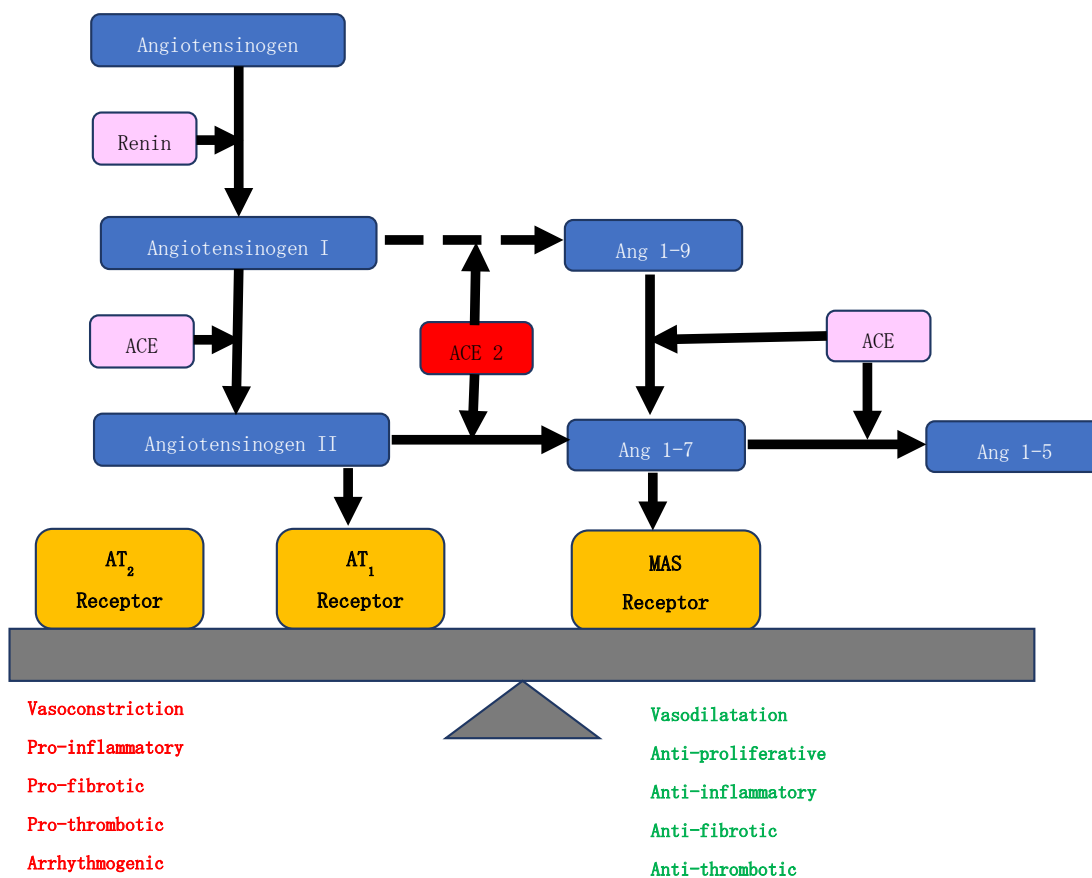 Angiotensinogen
Renin
Angiotensinogen I
Ang 1-9
ACE
ACE 2
ACE
Angiotensinogen II
Ang 1-7
Ang 1-5
AT₂
Receptor
AT₁
Receptor
MAS
Receptor
Vasoconstriction
Pro-inflammatory
Pro-fibrotic
Pro-thrombotic
Arrhythmogenic
Vasodilatation
Anti-proliferative
Anti-inflammatory
Anti-fibrotic
Anti-thrombotic